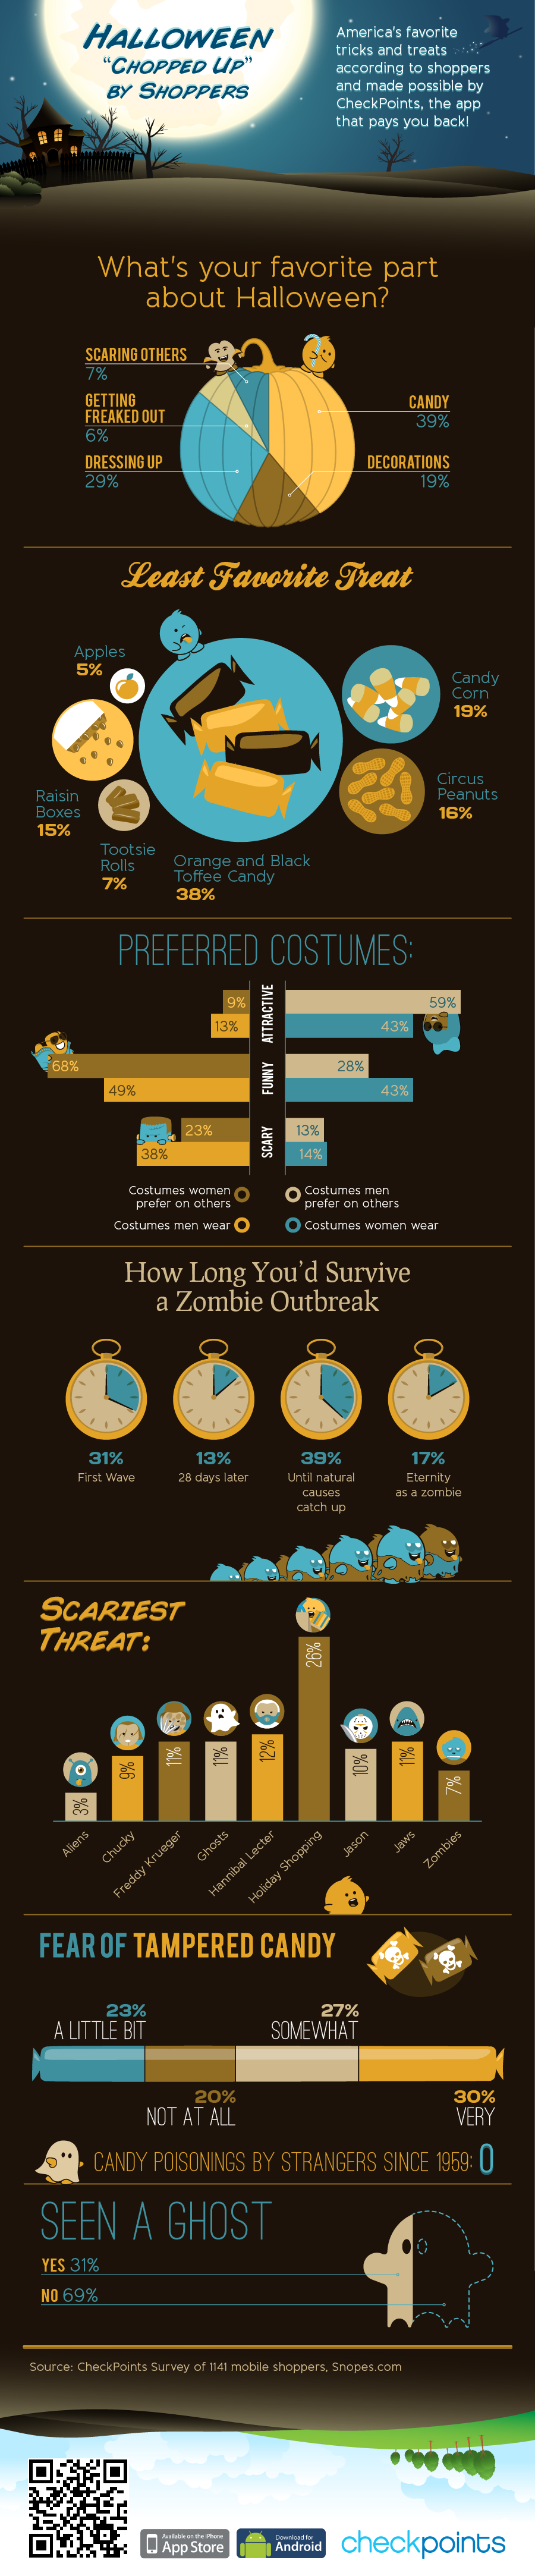 HALLOWEEN
"CHOPPED UP"
BY SHOPPERS
America's favorite
tricks and treats
according to shoppers
and made possible by
CheckPoints, the app
that pays you back!
What's your favorite part
about Halloween?
SCARING OTHERS
7%
GETTING
FREAKED OUT
6%
DRESSING UP
29%
CANDY
39%
DECORATIONS
19%
Least Favorite Treat
Apples
5%
Candy
Corn
19%
Raisin
Boxes
15%
Circus
Peanuts
16%
Tootsie
Rolls
7%
Orange and Black
Toffee Candy
38%
PREFERRED COSTUMES:
ATTRACTIVE
9%
13%
59%
43%
FUNNY
68%
49%
28%
43%
SCARY
23%
38%
13%
14%
Costumes women
prefer on others
Costumes men wear
Costumes men
prefer on others
Costumes women wear
How Long You'd Survive
a Zombie Outbreak
31%
First Wave
13%
28 days later
39%
Until natural
causes
catch up
17%
Eternity
as a zombie
SCARIEST
THREAT:
3%
9%
11%
11%
12%
26%
10%
11%
7%
Aliens
Chucky
Freddy Krueger
Ghosts
Hannibal Lecter
Holiday Shopping
Jason
Jaws
Zombies
FEAR OF TAMPERED CANDY
23%
A LITTLE BIT
27%
SOMEWHAT
20%
NOT AT ALL
30%
VERY
CANDY POISONINGS BY STRANGERS SINCE 1959: 0
SEEN A GHOST
YES 31%
NO 69%
Source: CheckPoints Survey of 1141 mobile shoppers, Snopes.com
Available on the iPhone
App Store
Download for
Android
checkpoints